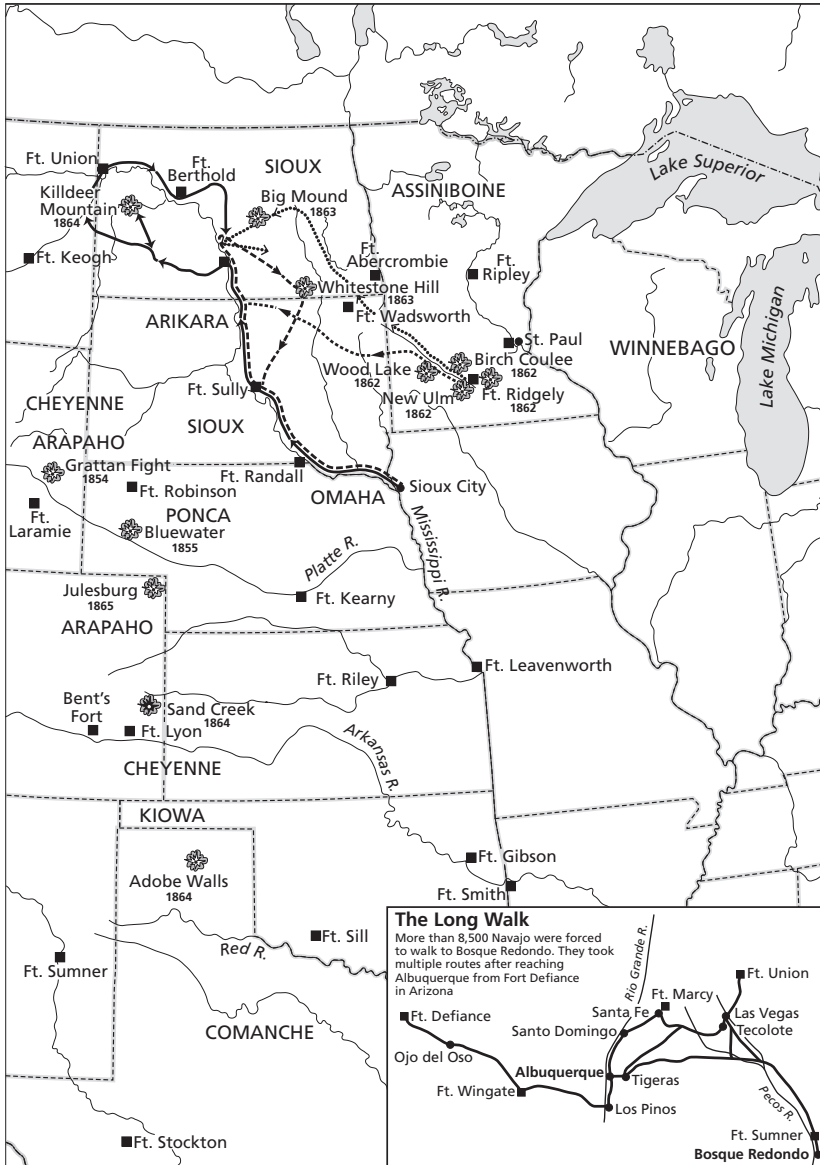 Lake Superior
Ft. Union
Ft.
Berthold
SIOUX
Killdeer
Mountain
1864
Big Mound
1863
ASSINIBOINE
Ft. Keogh
Ft.
Abercrombie
Ft.
Ripley
Whitestone Hill
1863
Ft. Wadsworth
ARIKARA
St. Paul
WINNEBAGO
Lake Michigan
Birch Coulee
1862
Wood Lake
1862
Ft. Sully
New Ulm
1862
Ft. Ridgely
1862
CHEYENNE
SIOUX
ARAPAHO
Grattan Fight
1854
Ft. Randall
Ft. Robinson
OMAHA
Sioux City
Ft.
Laramie
PONCA
Bluewater
1855
Mississippi R.
Platte R.
Julesburg
1865
Ft. Kearny
ARAPAHO
Ft. Riley
Ft. Leavenworth
Bent's
Fort
Sand Creek
1864
Ft. Lyon
Arkansas R.
CHEYENNE
KIOWA
Adobe Walls
1864
Ft. Gibson
Ft. Smith
Red R.
Ft. Sill
Ft. Sumner
COMANCHE
Ft. Stockton
The Long Walk
More than 8,500 Navajo were forced
to walk to Bosque Redondo. They took
multiple routes after reaching
Albuquerque from Fort Defiance
in Arizona
Rio Grande R.
Ft. Union
Ft. Marcy
Santa Fe
Las Vegas
Ft. Defiance
Santo Domingo
Tecolote
Ojo del Oso
Albuquerque
Tigeras
Ft. Wingate
Los Pinos
Pecos R.
Ft. Sumner
Bosque Redondo